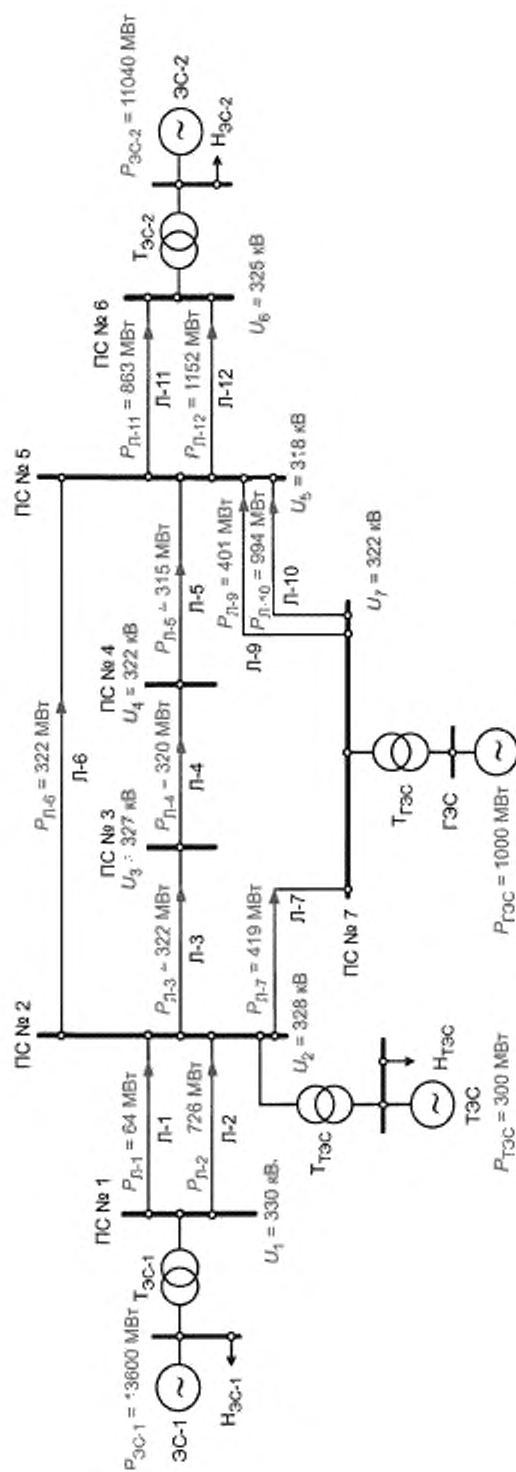 P_ЭС-1 = 13600 МВт
ЭС-1
Н_ЭС-1
Т_ЭС-1
ПС № 1
U_1 = 330 кВ
P_Л-1 = 64 МВт
Л-1
P_Л-2 726 МВт
Л-2
ПС № 2
U_2 = 328 кВ
Т_ТЭС
Н_ТЭС
ТЭС
P_ТЭС = 300 МВт
P_Л-6 = 322 МВт
Л-6
P_Л-3 = 322 МВт
Л-3
P_Л-7 = 419 МВт
Л-7
ПС № 3
U_3 = 327 кВ
P_Л-4 = 320 МВт
Л-4
ПС № 4
U_4 = 322 кВ
P_Л-5 = 315 МВт
Л-5
ПС № 7
Т_ГЭС
ГЭС
P_ГЭС = 1000 МВт
U_7 = 322 кВ
P_Л-9 = 401 МВт
Л-9
P_Л-10 = 994 МВт
Л-10
ПС № 5
U_5 = 318 кВ
P_Л-11 = 863 МВт
Л-11
P_Л-12 = 1152 МВт
Л-12
ПС № 6
U_6 = 325 кВ
Т_ЭС-2
P_ЭС-2 = 11040 МВт
ЭС-2
Н_ЭС-2